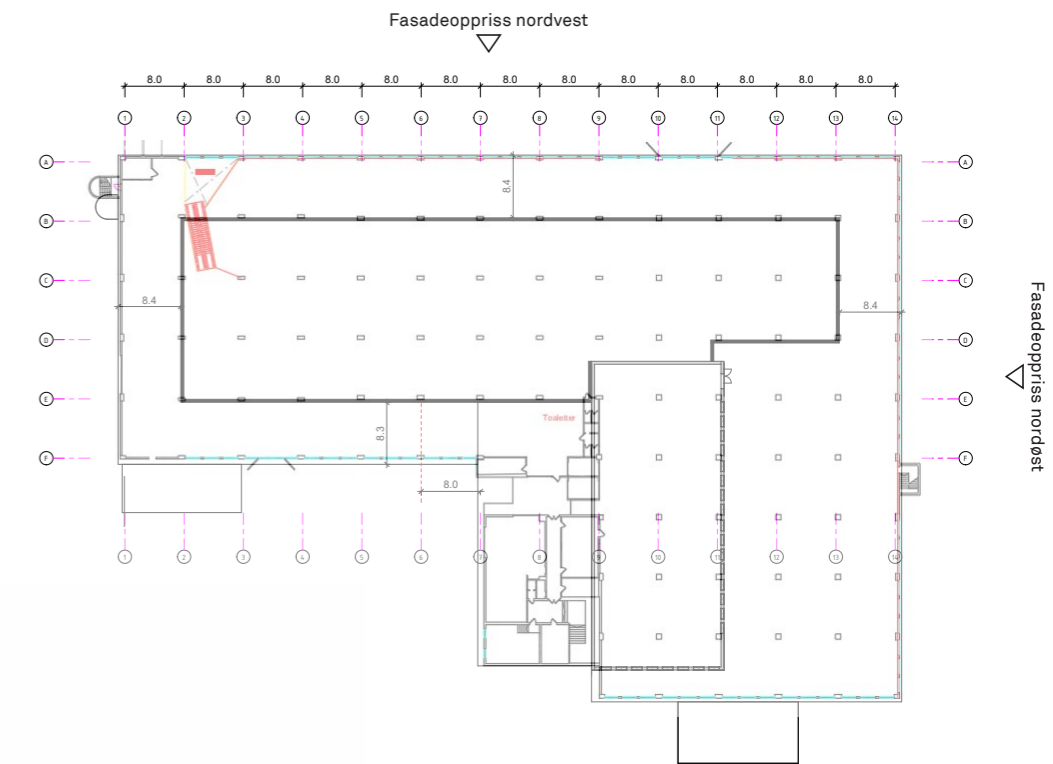 Fasadeoppriss nordvest
8.0 8.0 8.0 8.0 8.0 8.0 8.0 8.0 8.0 8.0 8.0 8.0 8.0
1 2 3 4 5 6 7 8 9 10 11 12 13 14
A A
8.4
B B
C C
8.4 8.4
D D
Fasadeoppriss nordøst
E E
Toaletter
8.3
F F
8.0
1 2 3 4 5 6 7 8 9 10 11 12 13 14